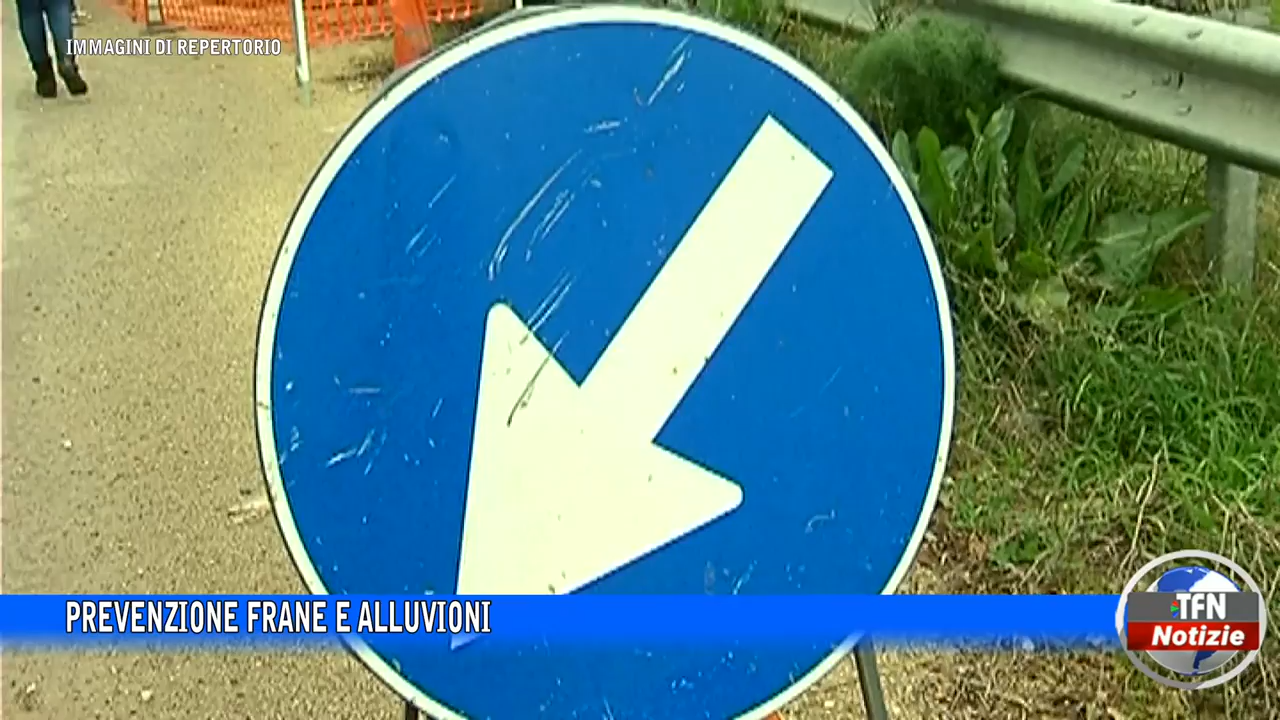 IMMAGINI DI REPERTORIO
PREVENZIONE FRANE E ALLUVIONI
TFN
Notizie